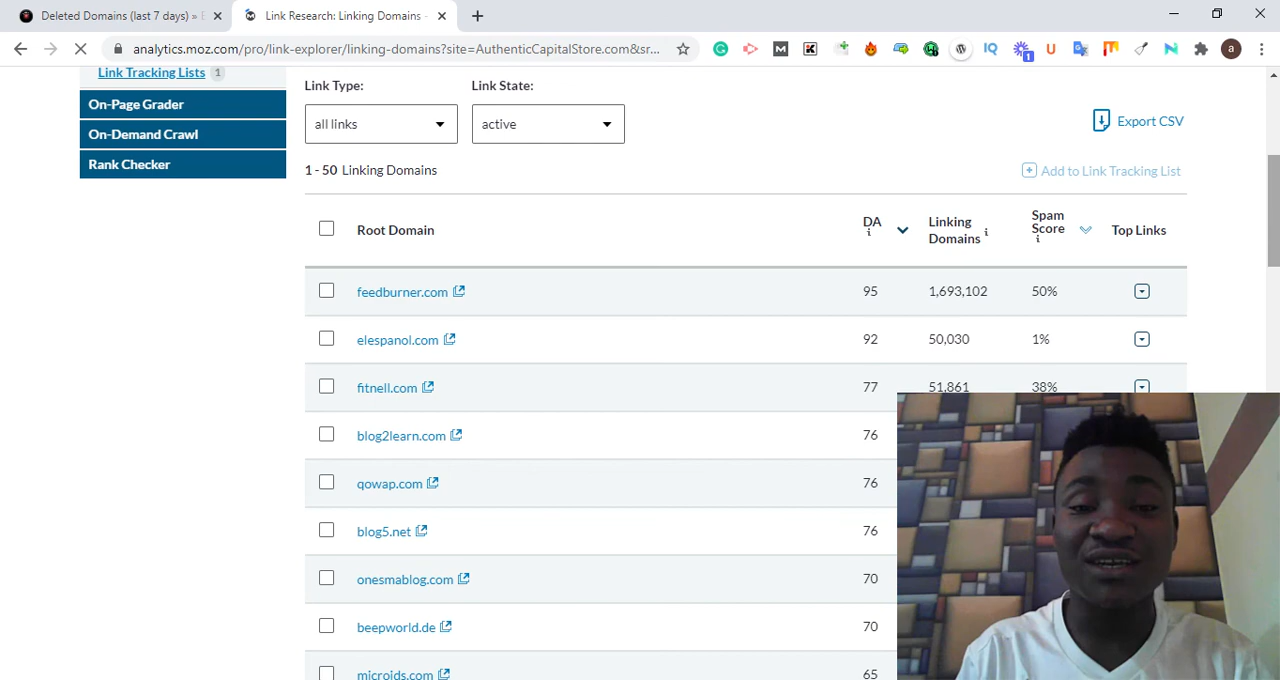 Deleted Domains (last 7 days) »
Link Research: Linking Domains -
analytics.moz.com/pro/link-explorer/linking-domains?site=AuthenticCapitalStore.com&sr...
IQ
1
U
a
Link Tracking Lists 1
On-Page Grader
On-Demand Crawl
Rank Checker
Link Type:
Link State:
all links
active
Export CSV
1 - 50 Linking Domains
Add to Link Tracking List
Root Domain
DA
Linking Domains
Spam Score
Top Links
feedburner.com 95 1,693,102 50%
elespanol.com 92 50,030 1%
fitnell.com 77 51,861 38%
blog2learn.com 76
qowap.com 76
blog5.net 76
onesmablog.com 70
beepworld.de 70
microids.com 65